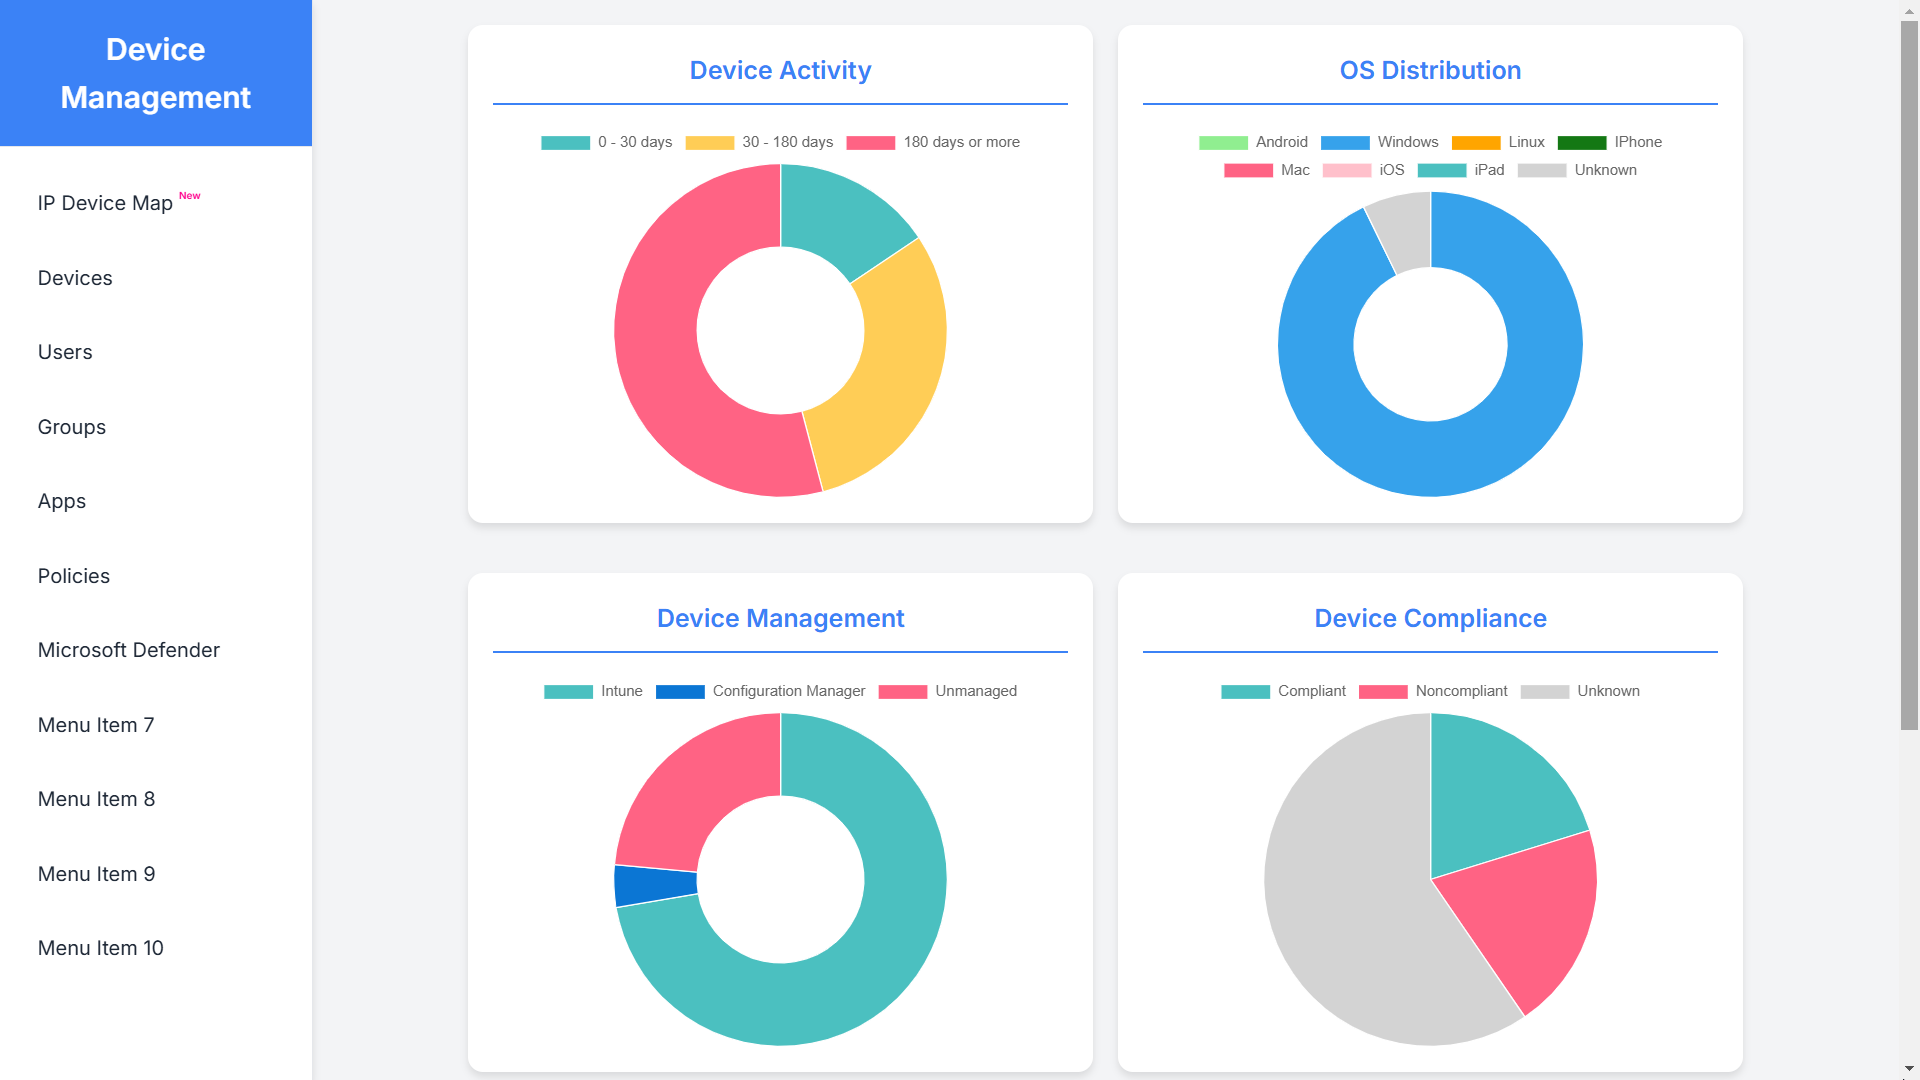 Device
Management
IP Device Map New
Devices
Users
Groups
Apps
Policies
Microsoft Defender
Menu Item 7
Menu Item 8
Menu Item 9
Menu Item 10
Device Activity
0 - 30 days 30 - 180 days 180 days or more
OS Distribution
Android Windows Linux IPhone
Mac iOS iPad Unknown
Device Management
Intune Configuration Manager Unmanaged
Device Compliance
Compliant Noncompliant Unknown